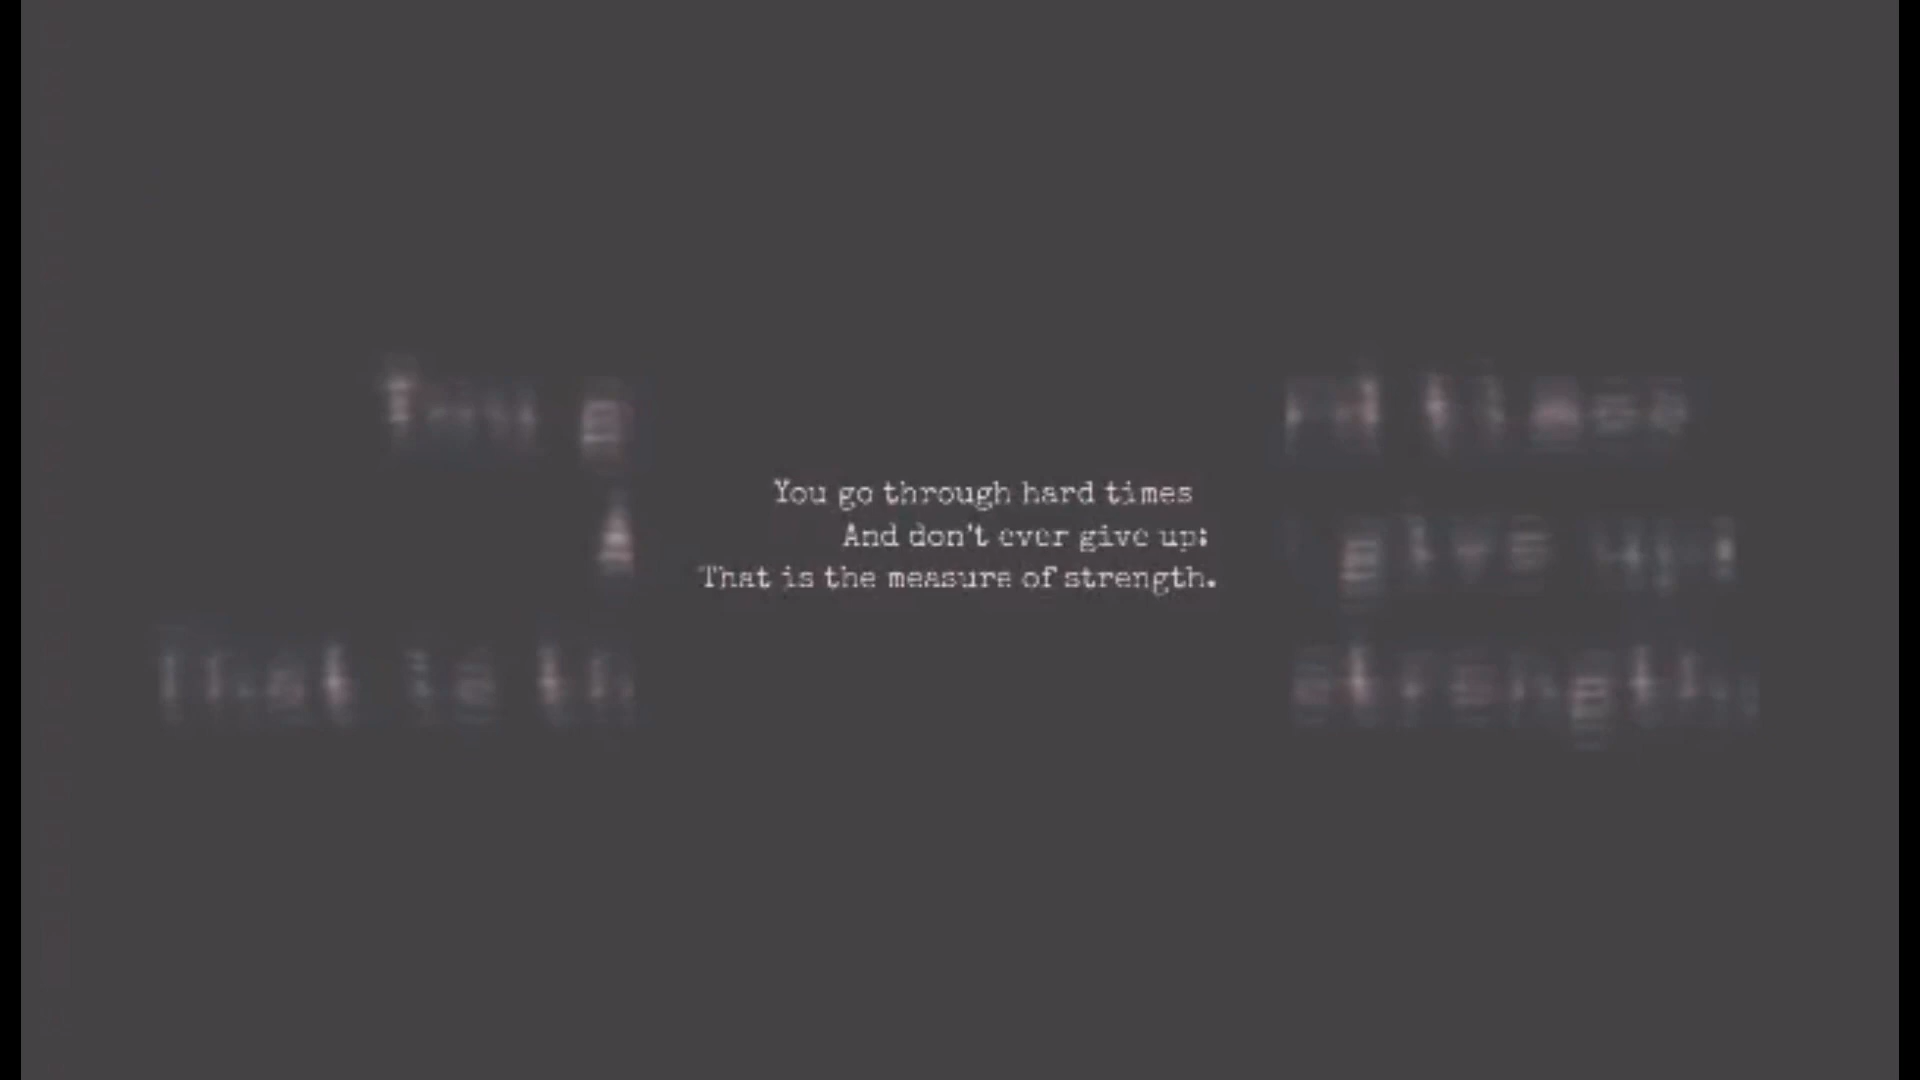 You go through hard times
And don't ever give up;
That is the measure of strength.